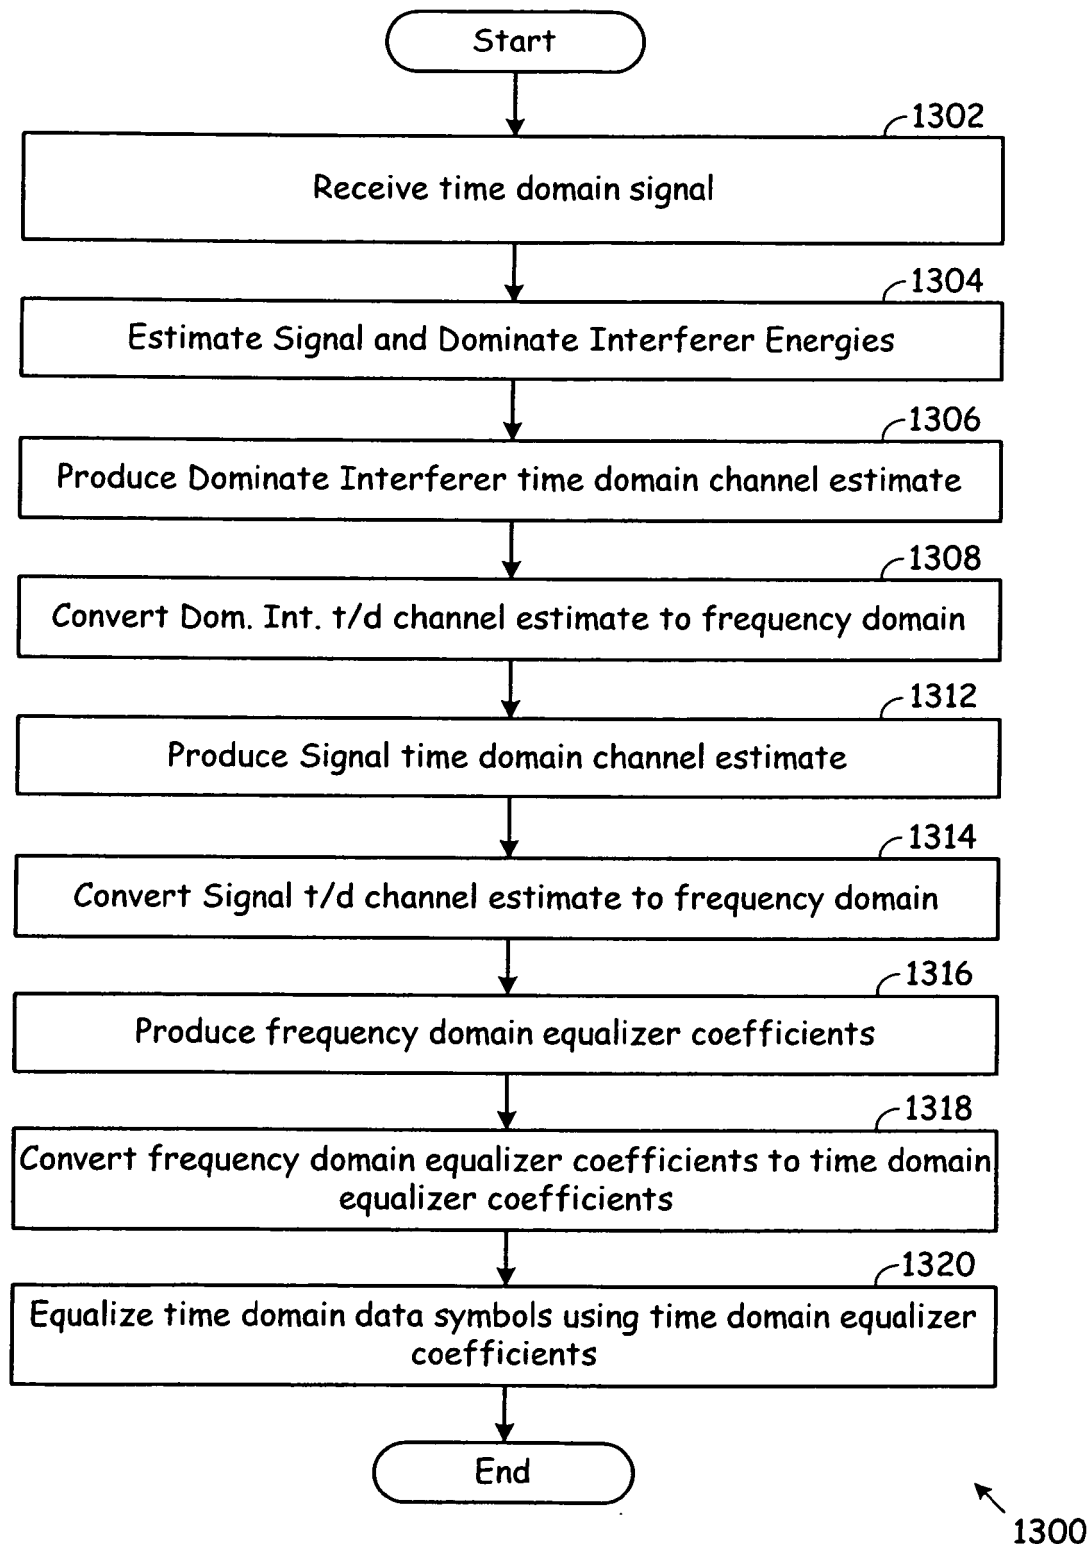 Start
1302
Receive time domain signal
1304
Estimate Signal and Dominate Interferer Energies
1306
Produce Dominate Interferer time domain channel estimate
1308
Convert Dom. Int. t/d channel estimate to frequency domain
1312
Produce Signal time domain channel estimate
1314
Convert Signal t/d channel estimate to frequency domain
1316
Produce frequency domain equalizer coefficients
1318
Convert frequency domain equalizer coefficients to time domain
equalizer coefficients
1320
Equalize time domain data symbols using time domain equalizer
coefficients
End
1300